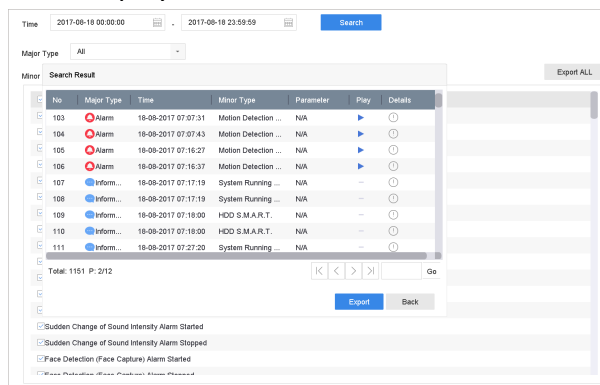 Time 2017-08-18 00:00:00 - 2017-08-18 23:59:59 Search
Major Type All
Minor Search Result Export ALL
No Major Type Time Minor Type Parameter Play Details
103 Alarm 18-08-2017 07:07:31 Motion Detection ... N/A
104 Alarm 18-08-2017 07:07:43 Motion Detection ... N/A
105 Alarm 18-08-2017 07:16:27 Motion Detection ... N/A
106 Alarm 18-08-2017 07:16:37 Motion Detection ... N/A
107 Inform... 18-08-2017 07:17:19 System Running ... N/A —
108 Inform... 18-08-2017 07:17:19 System Running ... N/A —
109 Inform... 18-08-2017 07:18:00 HDD S.M.A.R.T. N/A —
110 Inform... 18-08-2017 07:18:00 HDD S.M.A.R.T. N/A —
111 Inform... 18-08-2017 07:27:20 System Running ... N/A —
Total: 1151 P: 2/12 Go
Export Back
Sudden Change of Sound Intensity Alarm Started
Sudden Change of Sound Intensity Alarm Stopped
Face Detection (Face Capture) Alarm Started
Face Detection (Face Capture) Alarm Stopped